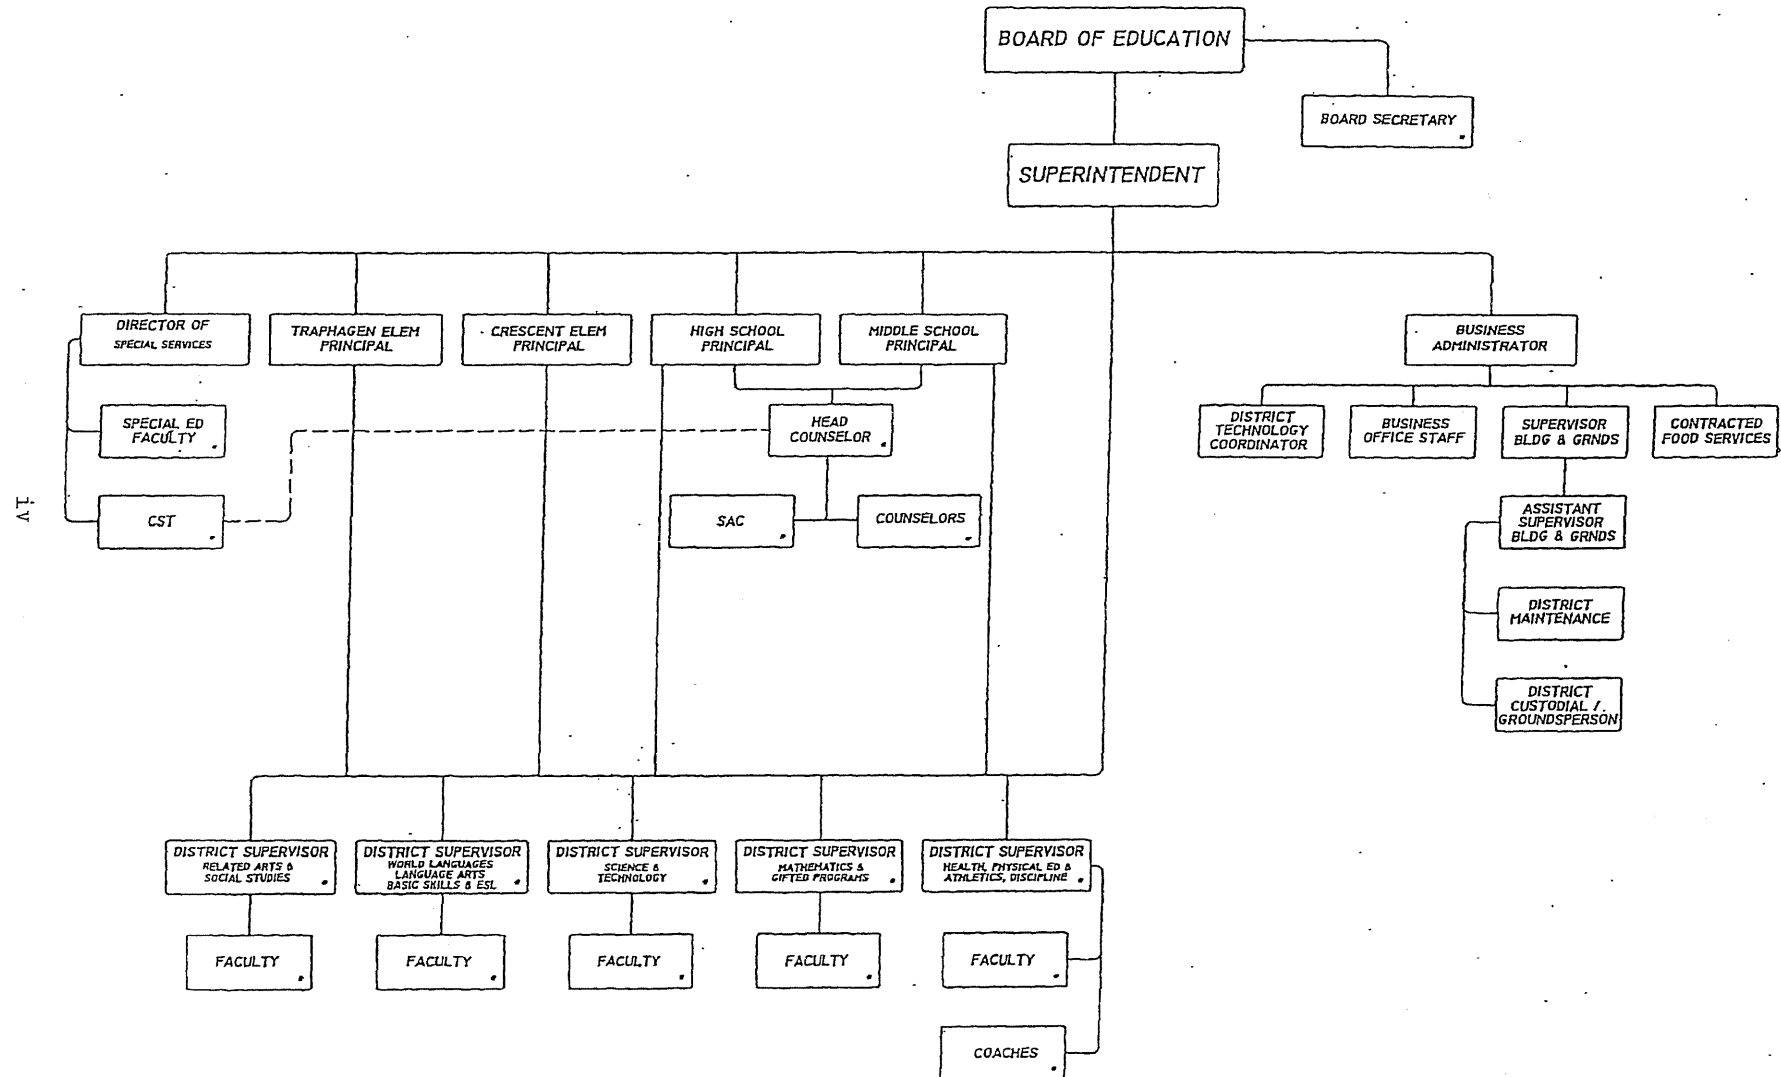 BOARD OF EDUCATION
BOARD SECRETARY
SUPERINTENDENT
DIRECTOR OF
SPECIAL SERVICES
TRAPHAGEN ELEM
PRINCIPAL
CRESCENT ELEM
PRINCIPAL
HIGH SCHOOL
PRINCIPAL
MIDDLE SCHOOL
PRINCIPAL
BUSINESS
ADMINISTRATOR
SPECIAL ED
FACULTY
HEAD
COUNSELOR
DISTRICT
TECHNOLOGY
COORDINATOR
BUSINESS
OFFICE STAFF
SUPERVISOR
BLDG & GRNDS
CONTRACTED
FOOD SERVICES
iv
CST
SAC
COUNSELORS
ASSISTANT
SUPERVISOR
BLDG & GRNDS
DISTRICT
MAINTENANCE
DISTRICT
CUSTODIAL /
GROUNDSPERSON
DISTRICT SUPERVISOR
RELATED ARTS &
SOCIAL STUDIES
DISTRICT SUPERVISOR
WORLD LANGUAGES
LANGUAGE ARTS
BASIC SKILLS & ESL
DISTRICT SUPERVISOR
SCIENCE &
TECHNOLOGY
DISTRICT SUPERVISOR
MATHEMATICS &
GIFTED PROGRAMS
DISTRICT SUPERVISOR
HEALTH, PHYSICAL ED &
ATHLETICS, DISCIPLINE
FACULTY
FACULTY
FACULTY
FACULTY
FACULTY
COACHES